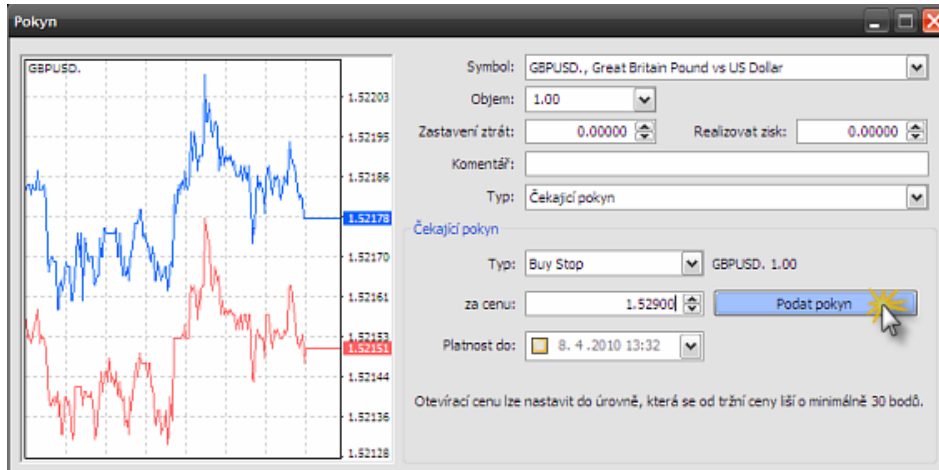 Pokyn
GBPUSD.
1.52203
1.52195
1.52186
1.52178
1.52170
1.52161
1.52153
1.52151
1.52144
1.52136
1.52128
Symbol: GBPUSD., Great Britain Pound vs US Dollar
Objem: 1.00
Zastavení ztrát: 0.00000 Realizovat zisk: 0.00000
Komentář:
Typ: Čekající pokyn
Čekající pokyn
Typ: Buy Stop GBPUSD. 1.00
za cenu: 1.52900 Podat pokyn
Platnost do: 8. 4 .2010 13:32
Otevírací cenu lze nastavit do úrovně, která se od tržní ceny liší o minimálně 30 bodů.